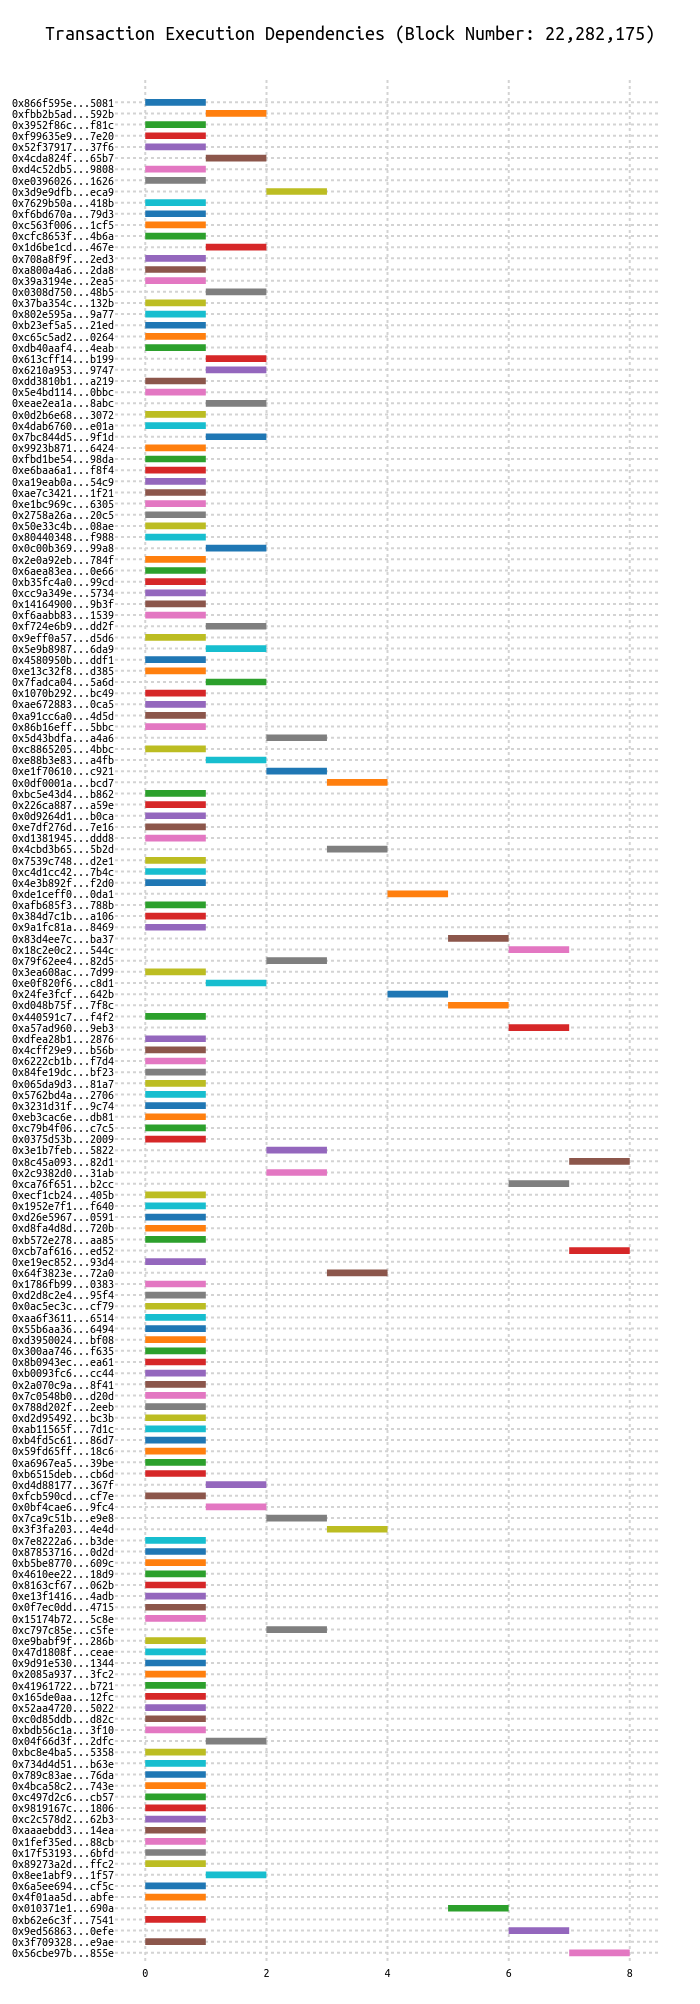 Transaction Execution Dependencies (Block Number: 22,282,175)
0x866f595e...5081
0xfbb2b5ad...592b
0x3952f86c...f81c
0xf99635e9...7e20
0x52f37917...37f6
0x4cda824f...65b7
0xd4c52db5...9808
0xe0396026...1626
0x3d9e9dfb...eca9
0x7629b50a...418b
0xf6bd670a...79d3
0xc563f006...1cf5
0xcfc8653f...4b6a
0x1d6be1cd...467e
0x708a8f9f...2ed3
0xa800a4a6...2da8
0x39a3194e...2ea5
0x0308d750...48b5
0x37ba354c...132b
0x802e595a...9a77
0xb23ef5a5...21ed
0xc65c5ad2...0264
0xdb40aaf4...4eab
0x613cff14...b199
0x6210a953...9747
0xdd3810b1...a219
0x5e4bd114...0bbc
0xeae2ea1a...8abc
0x0d2b6e68...3072
0x4dab6760...e01a
0x7bc844d5...9f1d
0x9923b871...6424
0xfbd1be54...98da
0xe6baa6a1...f8f4
0xa19eab0a...54c9
0xae7c3421...1f21
0xe1bc969c...6305
0x2758a26a...20c5
0x50e33c4b...08ae
0x80440348...f988
0x0c00b369...99a8
0x2e0a92eb...784f
0x6aea83ea...0e66
0xb35fc4a0...99cd
0xcc9a349e...5734
0x14164900...9b3f
0xf6aabb83...1539
0xf724e6b9...dd2f
0x9eff0a57...d5d6
0x5e9b8987...6da9
0x4580950b...ddf1
0xe13c32f8...d385
0x7fadca04...5a6d
0x1070b292...bc49
0xae672883...0ca5
0xa91cc6a0...4d5d
0x86b16eff...5bbc
0x5d43bdfa...a4a6
0xc8865205...4bbc
0xe88b3e83...a4fb
0xe1f70610...c921
0x0df0001a...bcd7
0xbc5e43d4...b862
0x226ca887...a59e
0x0d9264d1...b0ca
0xe7df276d...7e16
0xd1381945...ddd8
0x4cbd3b65...5b2d
0x7539c748...d2e1
0xc4d1cc42...7b4c
0x4e3b892f...f2d0
0xde1ceff0...0da1
0xafb685f3...788b
0x384d7c1b...a106
0x9a1fc81a...8469
0x83d4ee7c...ba37
0x18c2e0c2...544c
0x79f62ee4...82d5
0x3ea608ac...7d99
0xe0f820f6...c8d1
0x24fe3fcf...642b
0xd048b75f...7f8c
0x440591c7...f4f2
0xa57ad960...9eb3
0xdfea28b1...2876
0x4cff29e9...b56b
0x6222cb1b...f7d4
0x84fe19dc...bf23
0x065da9d3...81a7
0x5762bd4a...2706
0x3231d31f...9c74
0xeb3cac6e...db81
0xc79b4f06...c7c5
0x0375d53b...2009
0x3e1b7feb...5822
0x8c45a093...82d1
0x2c9382d0...31ab
0xca76f651...b2cc
0xecf1cb24...405b
0x1952e7f1...f640
0xd26e5967...0591
0xd8fa4d8d...720b
0xb572e278...aa85
0xcb7af616...ed52
0xe19ec852...93d4
0x64f3823e...72a0
0x1786fb99...0383
0xd2d8c2e4...95f4
0x0ac5ec3c...cf79
0xaa6f3611...6514
0x55b6aa36...6494
0xd3950024...bf08
0x300aa746...f635
0x8b0943ec...ea61
0xb0093fc6...cc44
0x2a070c9a...8f41
0x7c0548b0...d20d
0x788d202f...2eeb
0xd2d95492...bc3b
0xab11565f...7d1c
0xb4fd5c61...86d7
0x59fd65ff...18c6
0xa6967ea5...39be
0xb6515deb...cb6d
0xd4d88177...367f
0xfcb590cd...cf7e
0x0bf4cae6...9fc4
0x7ca9c51b...e9e8
0x3f3fa203...4e4d
0x7e8222a6...b3de
0x87853716...0d2d
0xb5be8770...609c
0x4610ee22...18d9
0x8163cf67...062b
0xe13f1416...4adb
0x0f7ec0dd...4715
0x15174b72...5c8e
0xc797c85e...c5fe
0xe9babf9f...286b
0x47d1808f...ceae
0x9d91e530...1344
0x2085a937...3fc2
0x41961722...b721
0x165de0aa...12fc
0x52aa4720...5022
0xc0d85ddb...d82c
0xbdb56c1a...3f10
0x04f66d3f...2dfc
0xbc8e4ba5...5358
0x734d4d51...b63e
0x789c83ae...76da
0x4bca58c2...743e
0xc497d2c6...cb57
0x9819167c...1806
0xc2c578d2...62b3
0xaaaebdd3...14ea
0x1fef35ed...88cb
0x17f53193...6bfd
0x89273a2d...ffc2
0x8ee1abf9...1f57
0x6a5ee694...cf5c
0x4f01aa5d...abfe
0x010371e1...690a
0xb62e6c3f...7541
0x9ed56863...0efe
0x3f709328...e9ae
0x56cbe97b...855e
0 2 4 6 8